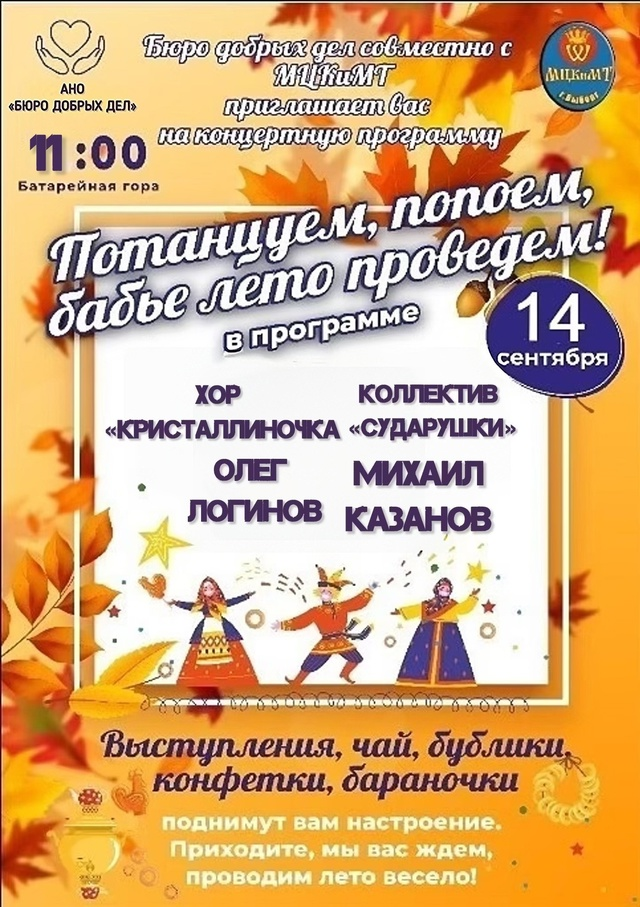 АНО
«БЮРО ДОБРЫХ ДЕЛ»
Бюро добрых дел совместно с
МЦКиМТ
приглашает вас
на концертную программу
МЦКиМТ
г.Выборг
11:00
Батарейная гора
Потанцуем, попоем,
бабье лето проведем!
в программе
14
сентября
ХОР
«КРИСТАЛЛИНОЧКА
КОЛЛЕКТИВ
«СУДАРУШКИ»
ОЛЕГ
ЛОГИНОВ
МИХАИЛ
КАЗАНОВ
Выступления, чай, бублики,
конфетки, бараночки
поднимут вам настроение.
Приходите, мы вас ждем,
проводим лето весело!